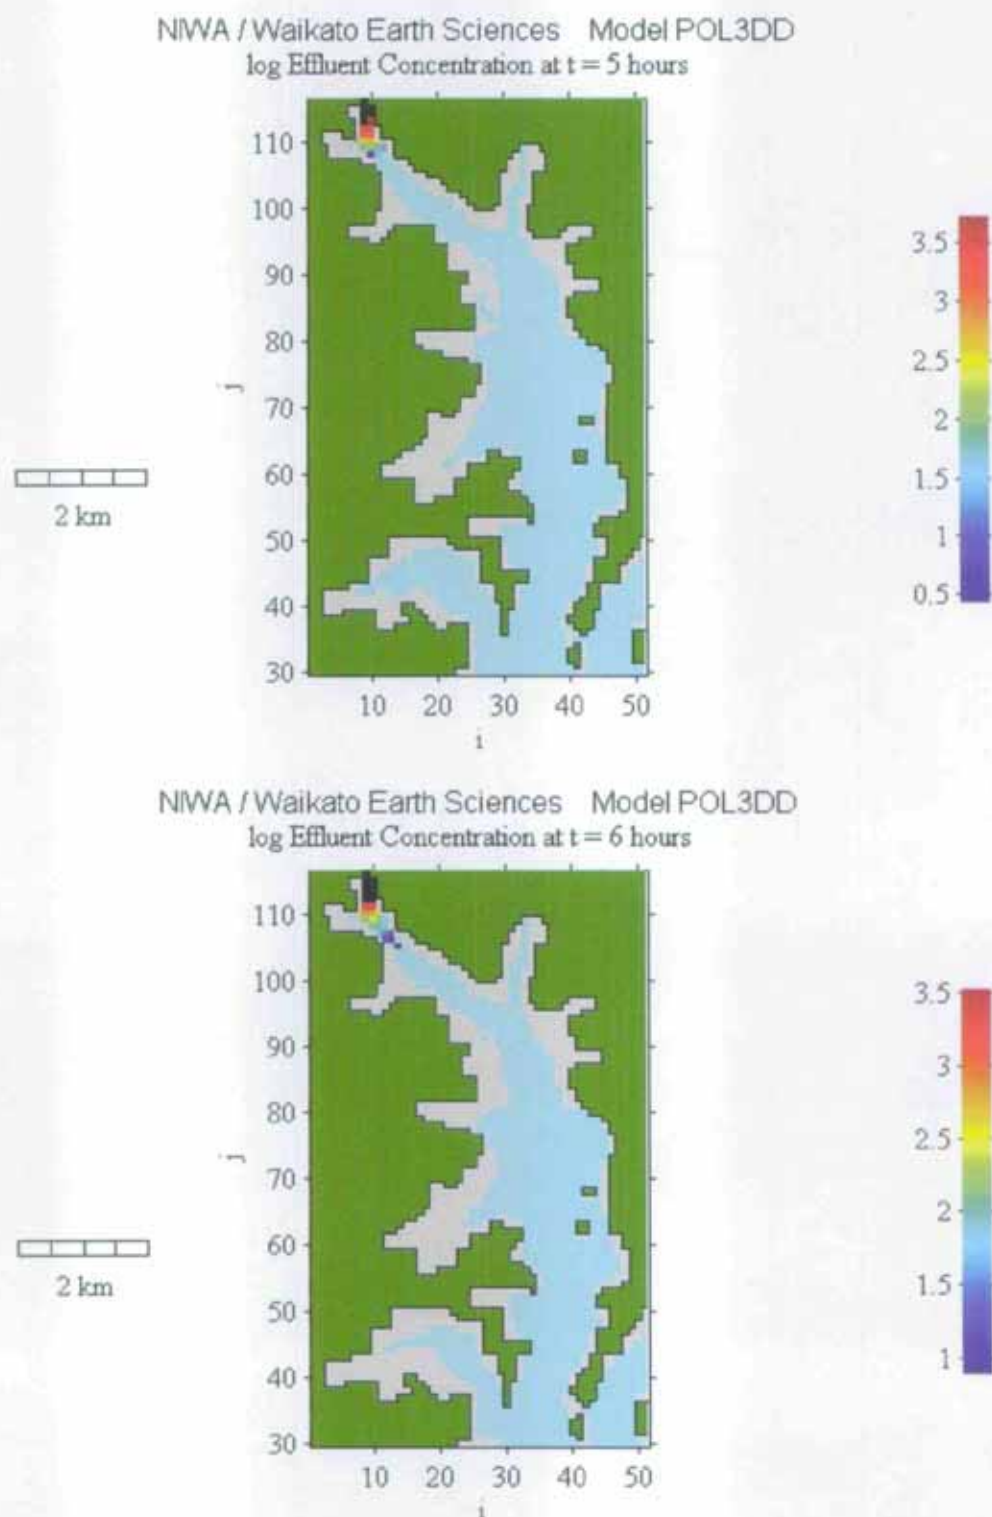 NIWA / Waikato Earth Sciences Model POL3DD
log Effluent Concentration at t = 5 hours
110
100
90
80
70
60
50
40
30
j
10 20 30 40 50
i
2 km
3.5
3
2.5
2
1.5
1
0.5
NIWA / Waikato Earth Sciences Model POL3DD
log Effluent Concentration at t = 6 hours
110
100
90
80
70
60
50
40
30
j
10 20 30 40 50
i
2 km
3.5
3
2.5
2
1.5
1